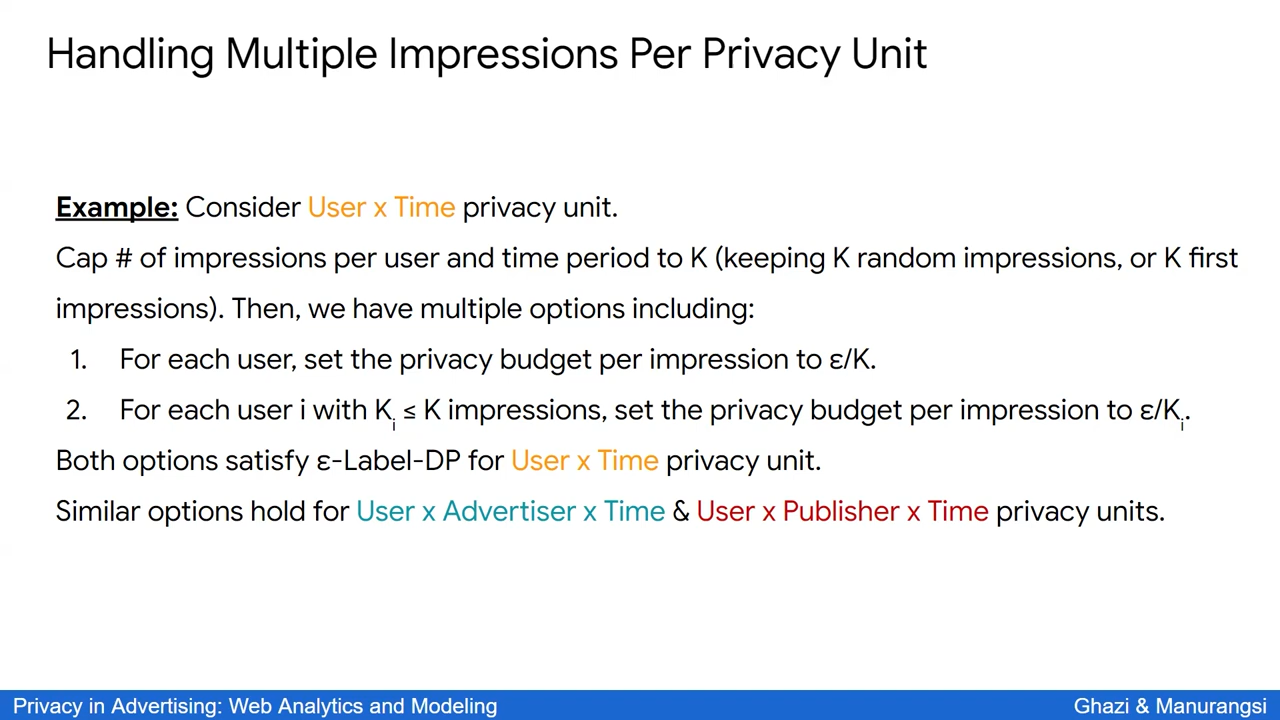 Handling Multiple Impressions Per Privacy Unit
Example: Consider User x Time privacy unit.
Cap # of impressions per user and time period to K (keeping K random impressions, or K first
impressions). Then, we have multiple options including:
1. For each user, set the privacy budget per impression to ε/K.
2. For each user i with Kᵢ ≤ K impressions, set the privacy budget per impression to ε/Kᵢ.
Both options satisfy ε-Label-DP for User x Time privacy unit.
Similar options hold for User x Advertiser x Time & User x Publisher x Time privacy units.
Privacy in Advertising: Web Analytics and Modeling
Ghazi & Manurangsi